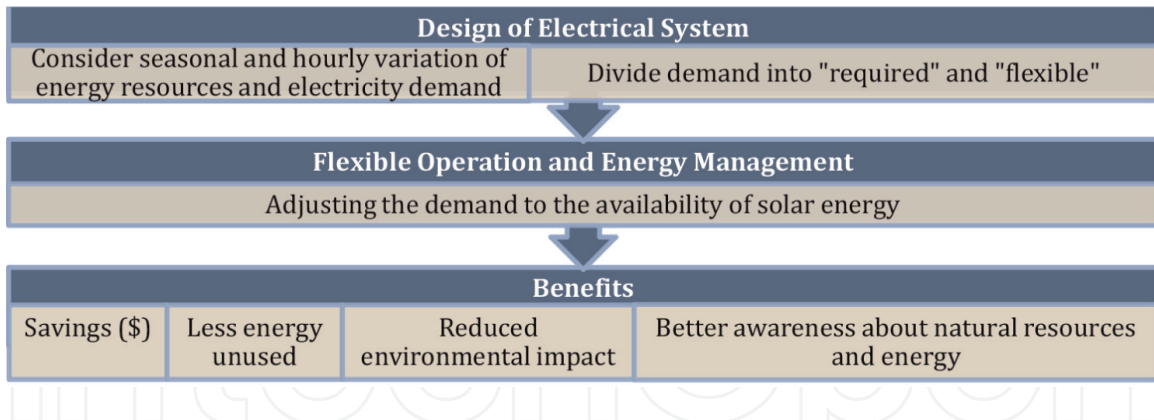 Design of Electrical System
Consider seasonal and hourly variation of
energy resources and electricity demand
Divide demand into "required" and "flexible"
Flexible Operation and Energy Management
Adjusting the demand to the availability of solar energy
Benefits
Savings ($)
Less energy
unused
Reduced
environmental impact
Better awareness about natural resources
and energy